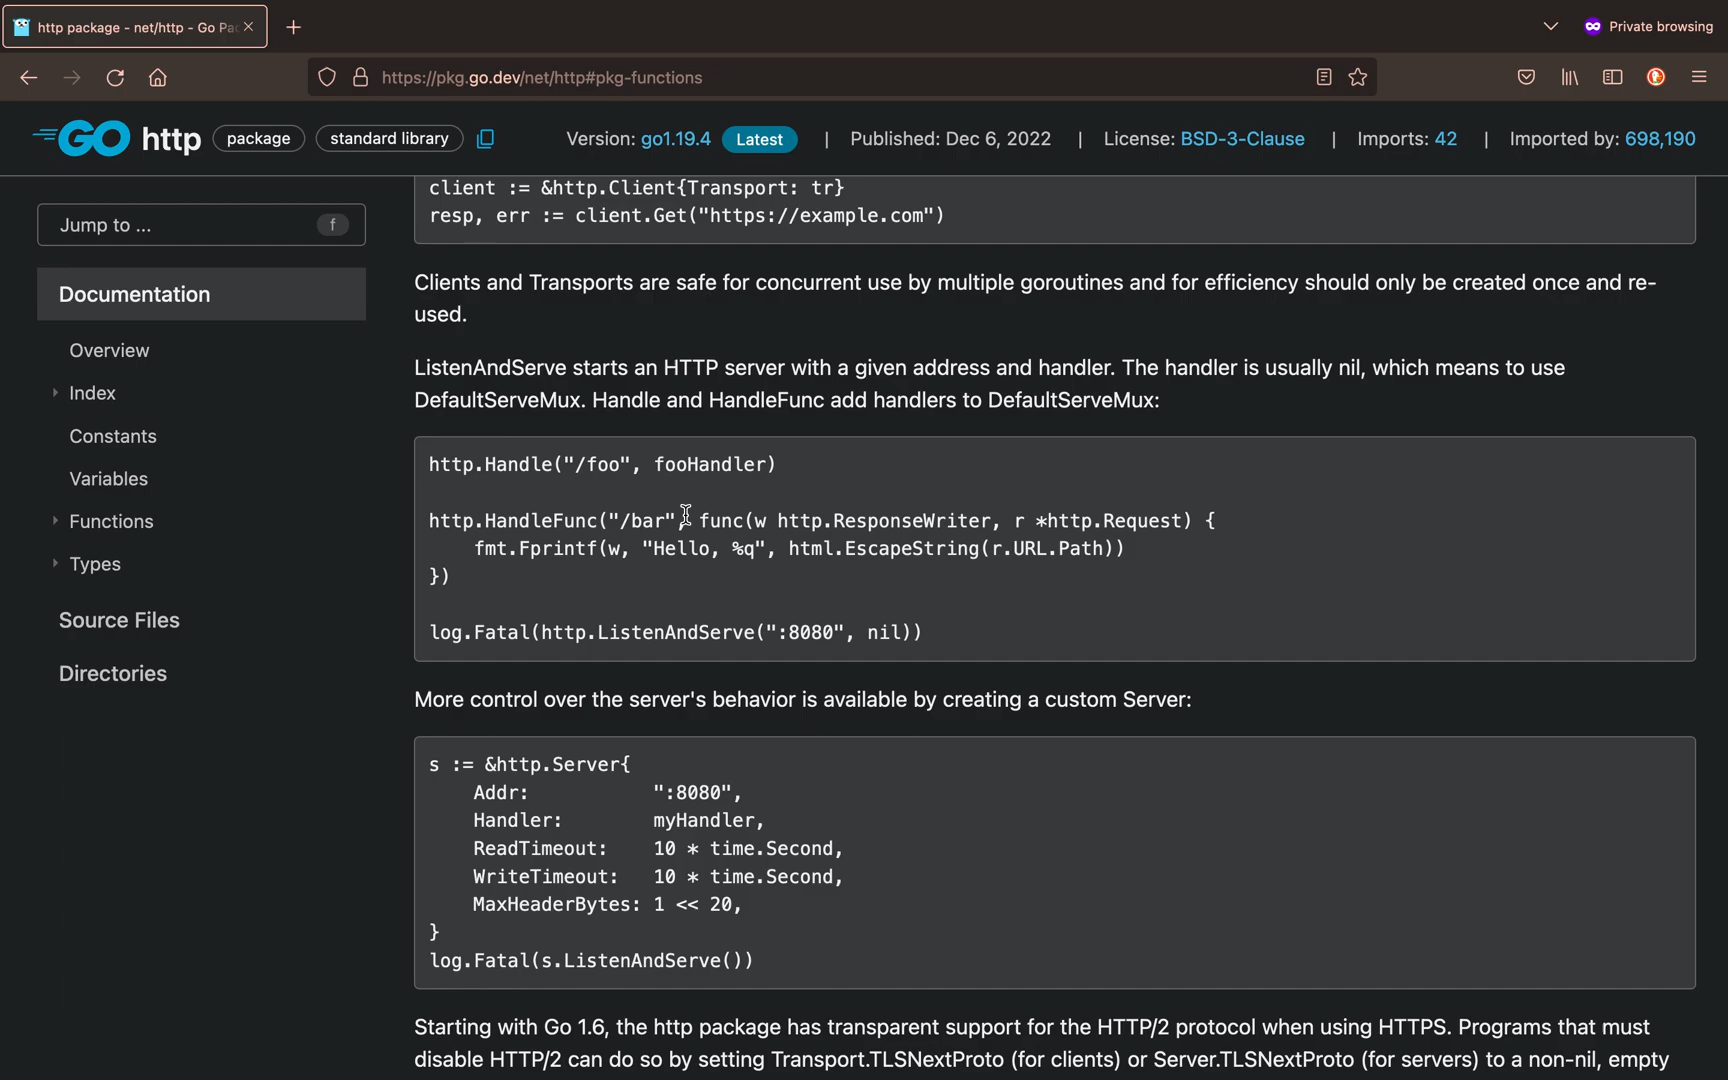 http package - net/http - Go Pac
Private browsing
https://pkg.go.dev/net/http#pkg-functions
GO http package standard library Version: go1.19.4 Latest | Published: Dec 6, 2022 | License: BSD-3-Clause | Imports: 42 | Imported by: 698,190
Jump to ... f
Documentation
Overview
Index
Constants
Variables
Functions
Types
Source Files
Directories
client := &http.Client{Transport: tr}
resp, err := client.Get("https://example.com")
Clients and Transports are safe for concurrent use by multiple goroutines and for efficiency should only be created once and re-
used.
ListenAndServe starts an HTTP server with a given address and handler. The handler is usually nil, which means to use
DefaultServeMux. Handle and HandleFunc add handlers to DefaultServeMux:
http.Handle("/foo", fooHandler)
http.HandleFunc("/bar", func(w http.ResponseWriter, r *http.Request) {
    fmt.Fprintf(w, "Hello, %q", html.EscapeString(r.URL.Path))
})
log.Fatal(http.ListenAndServe(":8080", nil))
More control over the server's behavior is available by creating a custom Server:
s := &http.Server{
    Addr:           ":8080",
    Handler:        myHandler,
    ReadTimeout:    10 * time.Second,
    WriteTimeout:   10 * time.Second,
    MaxHeaderBytes: 1 << 20,
}
log.Fatal(s.ListenAndServe())
Starting with Go 1.6, the http package has transparent support for the HTTP/2 protocol when using HTTPS. Programs that must
disable HTTP/2 can do so by setting Transport.TLSNextProto (for clients) or Server.TLSNextProto (for servers) to a non-nil, empty